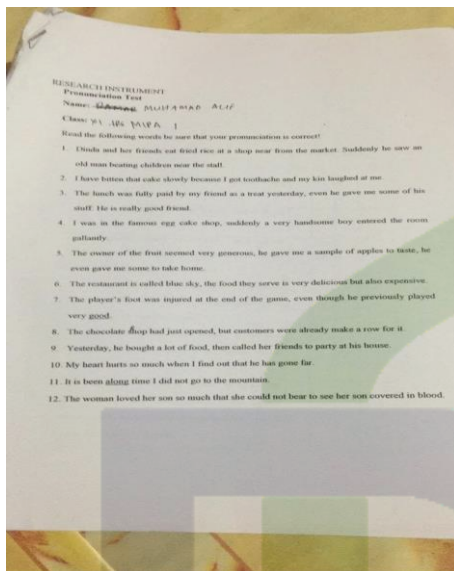 RESEARCH INSTRUMENT
Pronunciation Test
Name: MUHAMAD ALIF
Class: XI IPA MIPA 1
Read the following words be sure that your pronunciation is correct!
1. Dinda and her friends eat fried rice at a shop near from the market. Suddenly he saw an
old man beating children near the stall.
2. I have bitten that cake slowly because I got toothache and my kin laughed at me.
3. The lunch was fully paid by my friend as a treat yesterday, even he gave me some of his
stuff. He is really good friend.
4. I was in the famous egg cake shop, suddenly a very handsome boy entered the room
gallantly.
5. The owner of the fruit seemed very generous, he gave me a sample of apples to taste, he
even gave me some to take home.
6. The restaurant is called blue sky, the food they serve is very delicious but also expensive.
7. The player's foot was injured at the end of the game, even though he previously played
very good.
8. The chocolate shop had just opened, but customers were already make a row for it.
9. Yesterday, he bought a lot of food, then called her friends to party at his house.
10. My heart hurts so much when I find out that he has gone far.
11. It is been along time I did not go to the mountain.
12. The woman loved her son so much that she could not bear to see her son covered in blood.